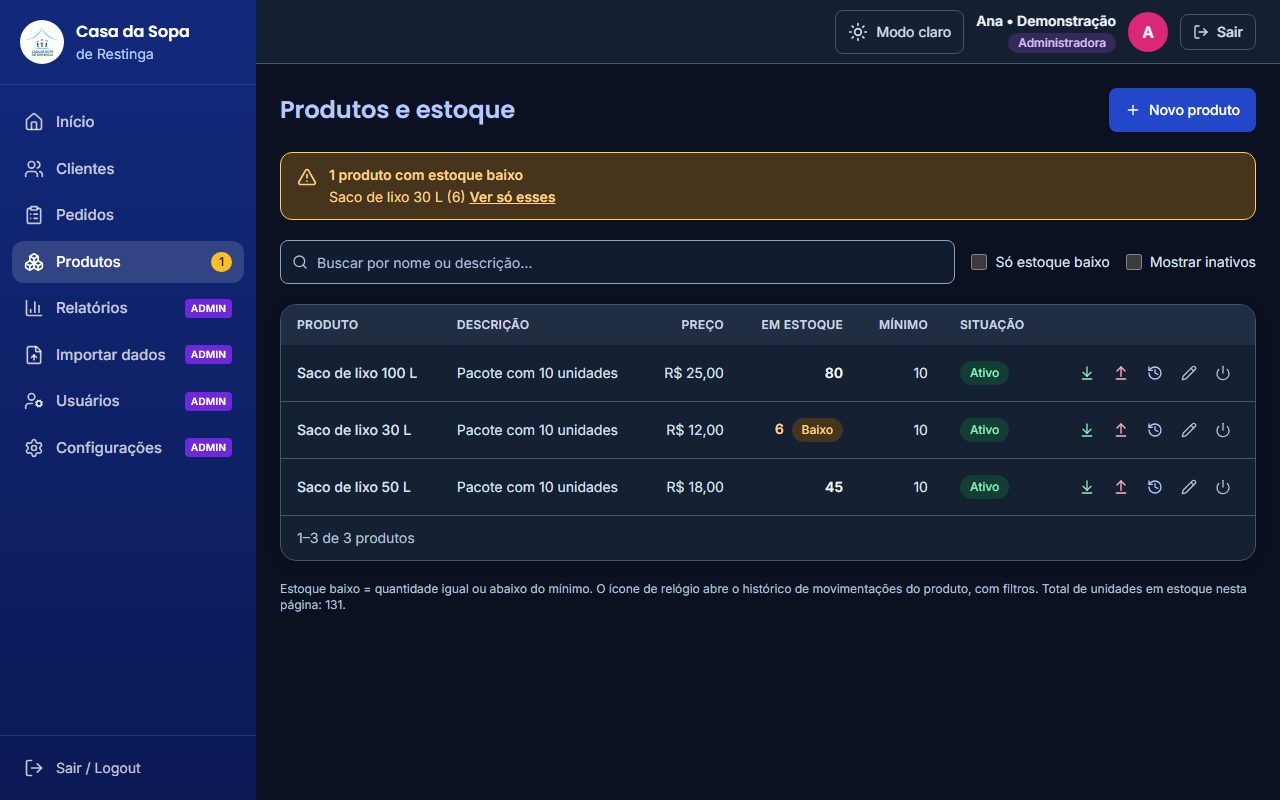 Casa da Sopa
de Restinga
Início
Clientes
Pedidos
Produtos 1
Relatórios ADMIN
Importar dados ADMIN
Usuários ADMIN
Configurações ADMIN
Sair / Logout
Modo claro
Ana • Demonstração
Administradora
A
Sair
Produtos e estoque
Novo produto
1 produto com estoque baixo
Saco de lixo 30 L (6) Ver só esses
Buscar por nome ou descrição...
Só estoque baixo
Mostrar inativos
PRODUTO DESCRIÇÃO PREÇO EM ESTOQUE MÍNIMO SITUAÇÃO
Saco de lixo 100 L Pacote com 10 unidades R$ 25,00 80 10 Ativo
Saco de lixo 30 L Pacote com 10 unidades R$ 12,00 6 Baixo 10 Ativo
Saco de lixo 50 L Pacote com 10 unidades R$ 18,00 45 10 Ativo
1–3 de 3 produtos
Estoque baixo = quantidade igual ou abaixo do mínimo. O ícone de relógio abre o histórico de movimentações do produto, com filtros. Total de unidades em estoque nesta
página: 131.